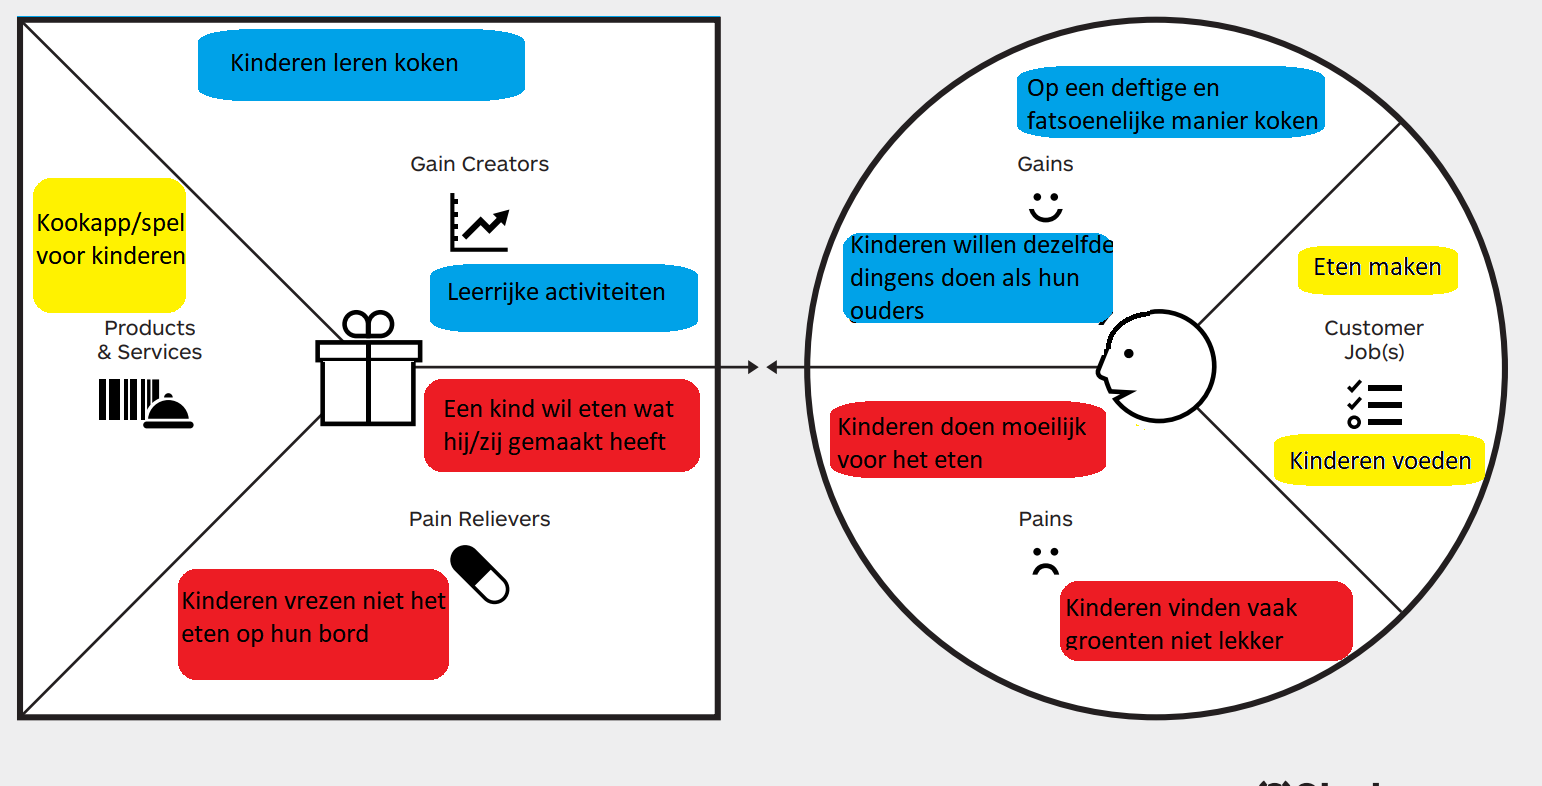 Kinderen leren koken
Gain Creators
Kookapp/spel
voor kinderen
Leerrijke activiteiten
Products
& Services
Een kind wil eten wat
hij/zij gemaakt heeft
Pain Relievers
Kinderen vrezen niet het
eten op hun bord
Op een deftige en
fatsoenelijke manier koken
Gains
Kinderen willen dezelfde
dingens doen als hun
ouders
Eten maken
Customer
Job(s)
Kinderen voeden
Kinderen doen moeilijk
voor het eten
Pains
Kinderen vinden vaak
groenten niet lekker